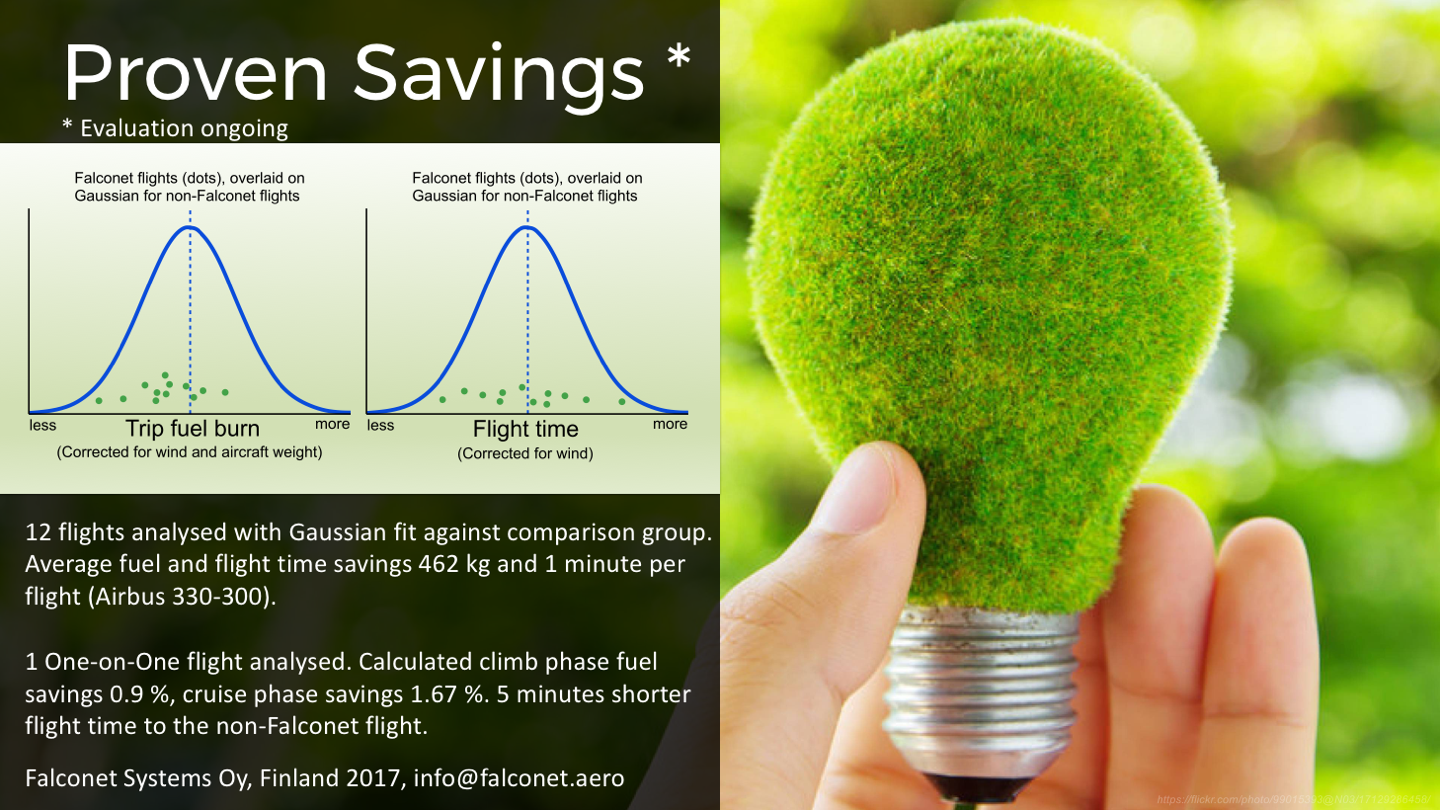 Proven Savings *
* Evaluation ongoing
Falconet flights (dots), overlaid on
Gaussian for non-Falconet flights
less
Trip fuel burn
more
(Corrected for wind and aircraft weight)
Falconet flights (dots), overlaid on
Gaussian for non-Falconet flights
less
Flight time
more
(Corrected for wind)
12 flights analysed with Gaussian fit against comparison group.
Average fuel and flight time savings 462 kg and 1 minute per
flight (Airbus 330-300).
1 One-on-One flight analysed. Calculated climb phase fuel
savings 0.9 %, cruise phase savings 1.67 %. 5 minutes shorter
flight time to the non-Falconet flight.
Falconet Systems Oy, Finland 2017, info@falconet.aero